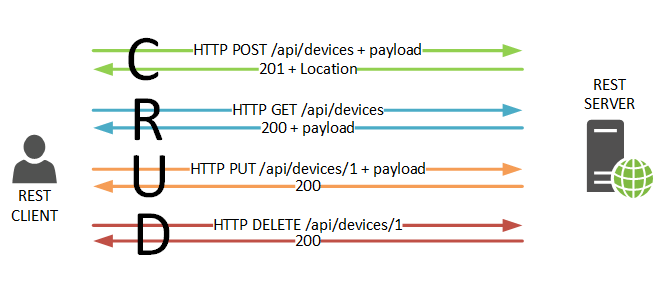 C
HTTP POST /api/devices + payload
201 + Location
R
HTTP GET /api/devices
200 + payload
U
HTTP PUT /api/devices/1 + payload
200
D
HTTP DELETE /api/devices/1
200
REST
CLIENT
REST
SERVER